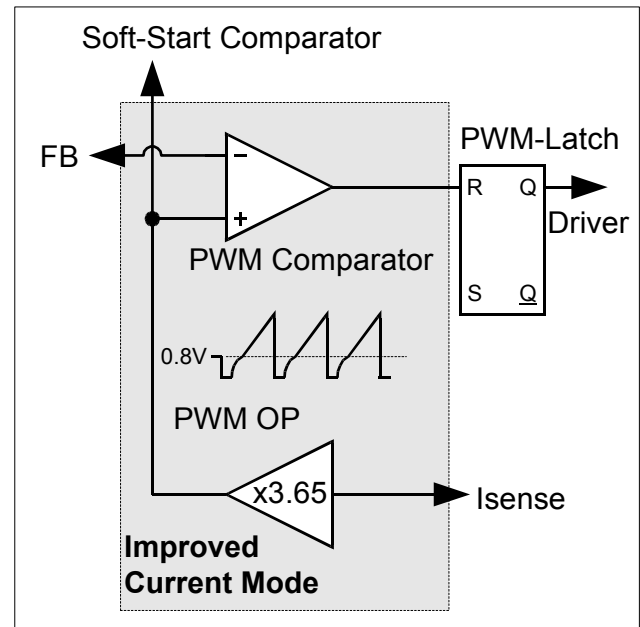 Soft-Start Comparator
FB
PWM-Latch
−
+
R Q
Driver
S Q
PWM Comparator
0.8V
PWM OP
x3.65
Isense
Improved
Current Mode